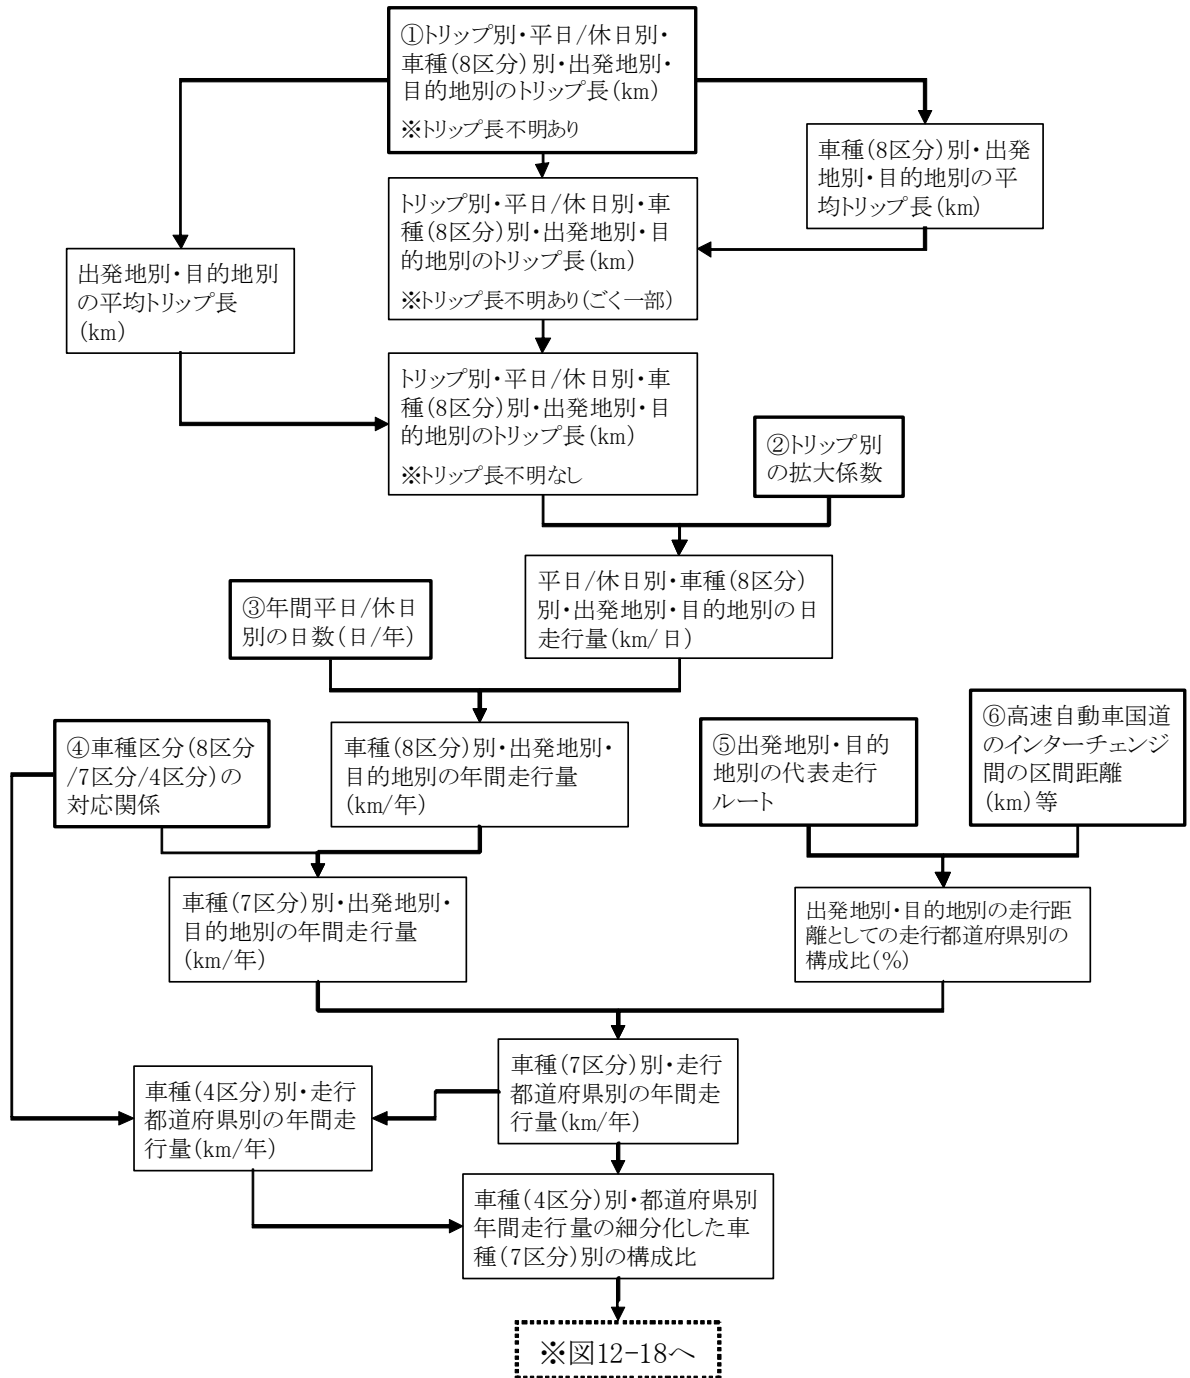 ①トリップ別・平日/休日別・
車種(8区分)別・出発地別・
目的地別のトリップ長(km)
※トリップ長不明あり
車種(8区分)別・出発
地別・目的地別の平
均トリップ長(km)
トリップ別・平日/休日別・車
種(8区分)別・出発地別・目
的地別のトリップ長(km)
※トリップ長不明あり(ごく一部)
出発地別・目的地別
の平均トリップ長
(km)
トリップ別・平日/休日別・車
種(8区分)別・出発地別・目
的地別のトリップ長(km)
※トリップ長不明なし
②トリップ別
の拡大係数
平日/休日別・車種(8区分)
別・出発地別・目的地別の日
走行量(km/日)
③年間平日/休日
別の日数(日/年)
④車種区分(8区分
/7区分/4区分)の
対応関係
車種(8区分)別・出発地別・
目的地別の年間走行量
(km/年)
⑤出発地別・目的
地別の代表走行
ルート
⑥高速自動車国道
のインターチェンジ
間の区間距離
(km)等
車種(7区分)別・出発地別・
目的地別の年間走行量
(km/年)
出発地別・目的地別の走行距
離としての走行都道府県別の
構成比(%)
車種(4区分)別・走行
都道府県別の年間走
行量(km/年)
車種(7区分)別・走行
都道府県別の年間走
行量(km/年)
車種(4区分)別・都道府県別
年間走行量の細分化した車
種(7区分)別の構成比
※図12-18へ